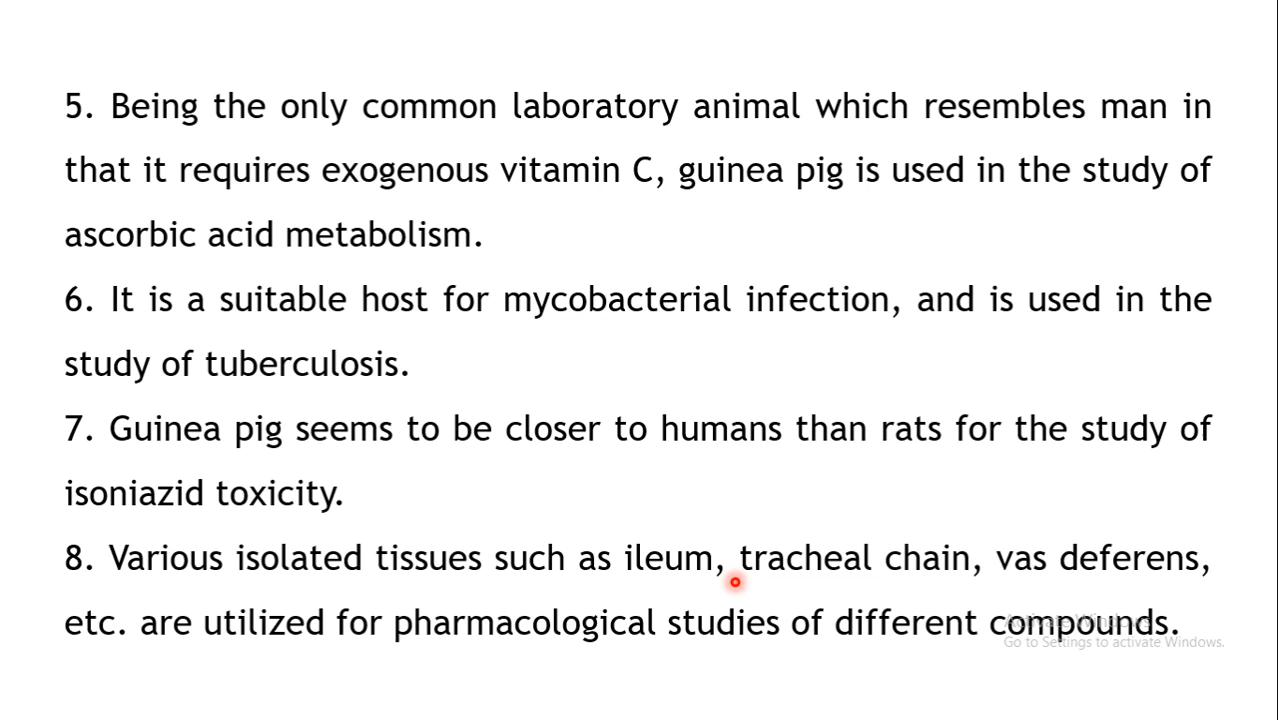 5. Being the only common laboratory animal which resembles man in
that it requires exogenous vitamin C, guinea pig is used in the study of
ascorbic acid metabolism.
6. It is a suitable host for mycobacterial infection, and is used in the
study of tuberculosis.
7. Guinea pig seems to be closer to humans than rats for the study of
isoniazid toxicity.
8. Various isolated tissues such as ileum, tracheal chain, vas deferens,
etc. are utilized for pharmacological studies of different compounds.
Activate Windows
Go to Settings to activate Windows.